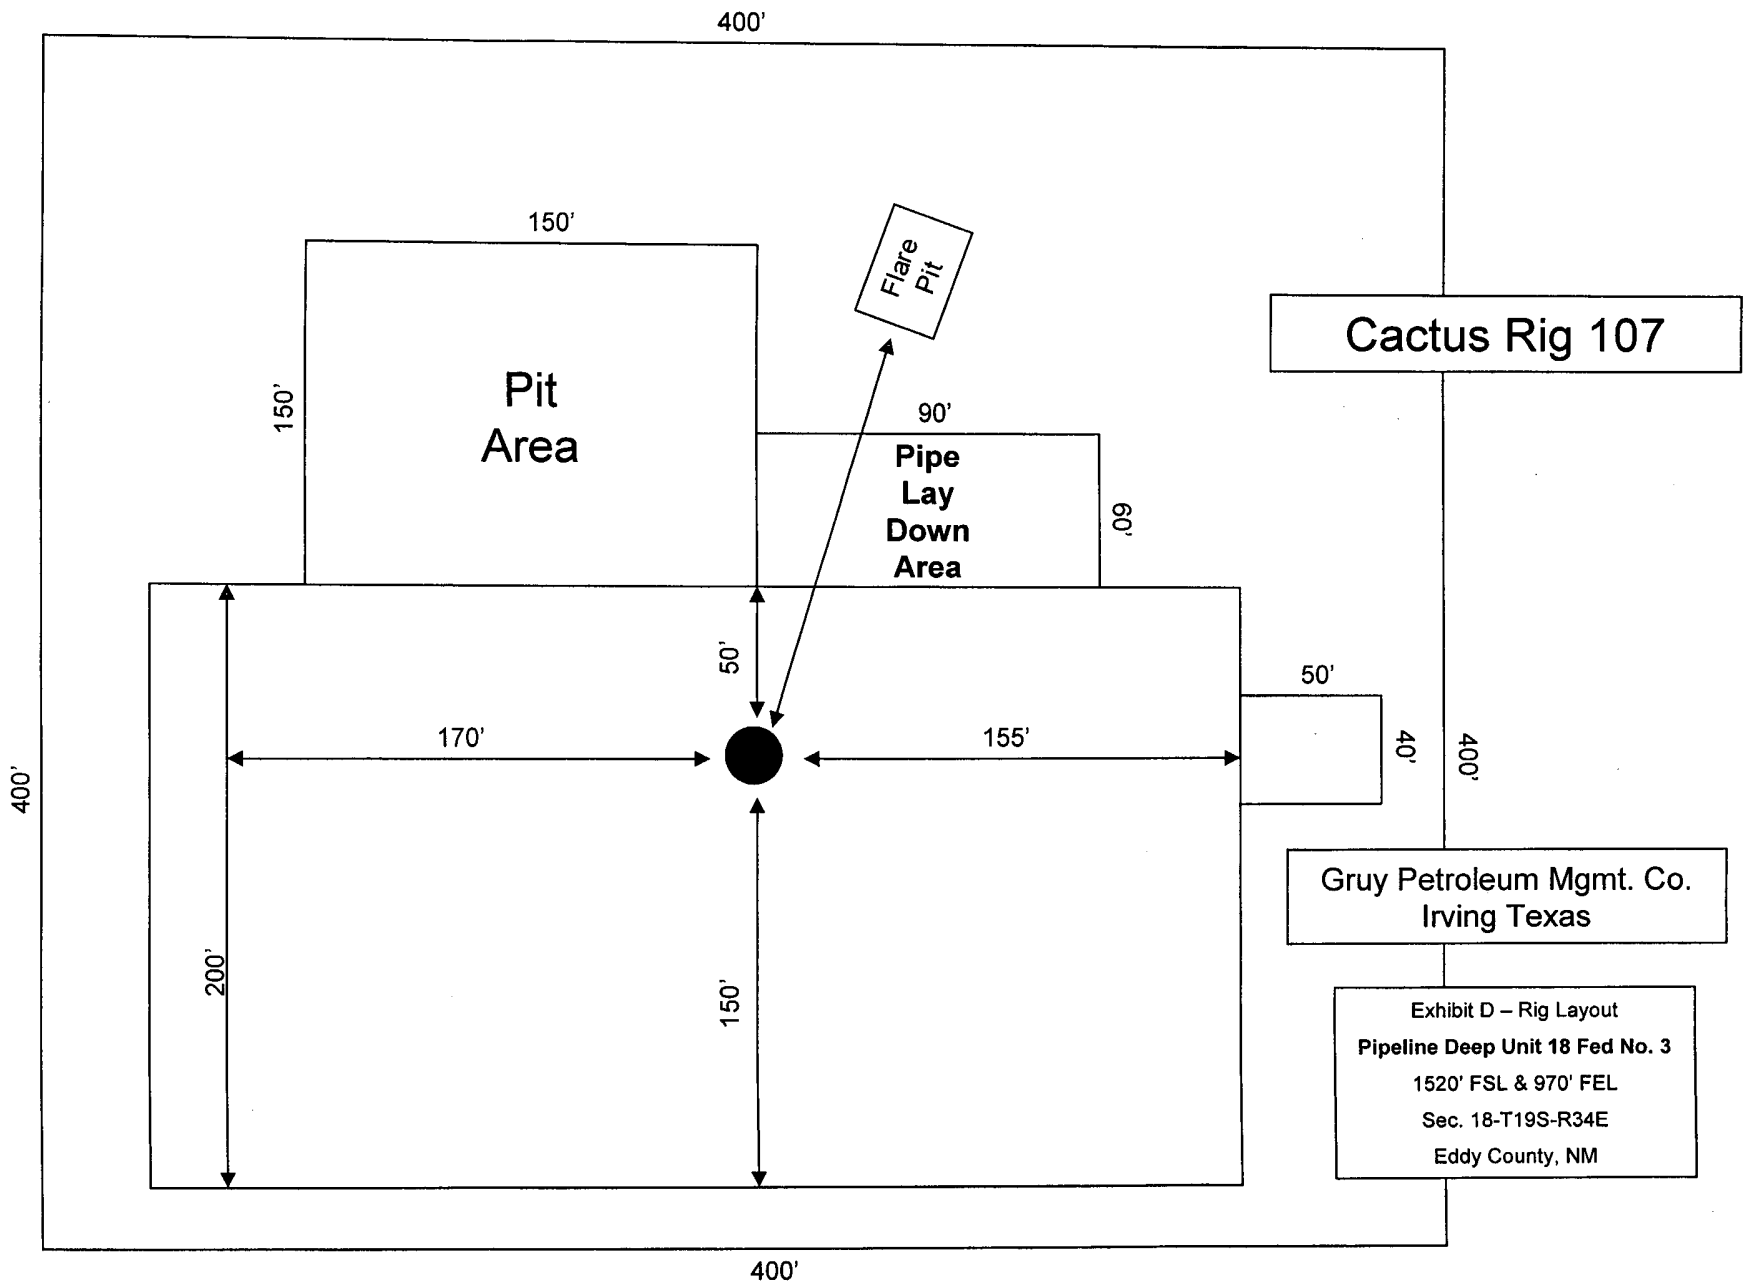 400'
150'
Flare
Pit
Cactus Rig 107
150'
Pit
Area
90'
Pipe
Lay
Down
Area
60'
50'
50'
170'
155'
40'
400'
400'
Gruy Petroleum Mgmt. Co.
Irving Texas
200'
150'
Exhibit D – Rig Layout
Pipeline Deep Unit 18 Fed No. 3
1520' FSL & 970' FEL
Sec. 18-T19S-R34E
Eddy County, NM
400'